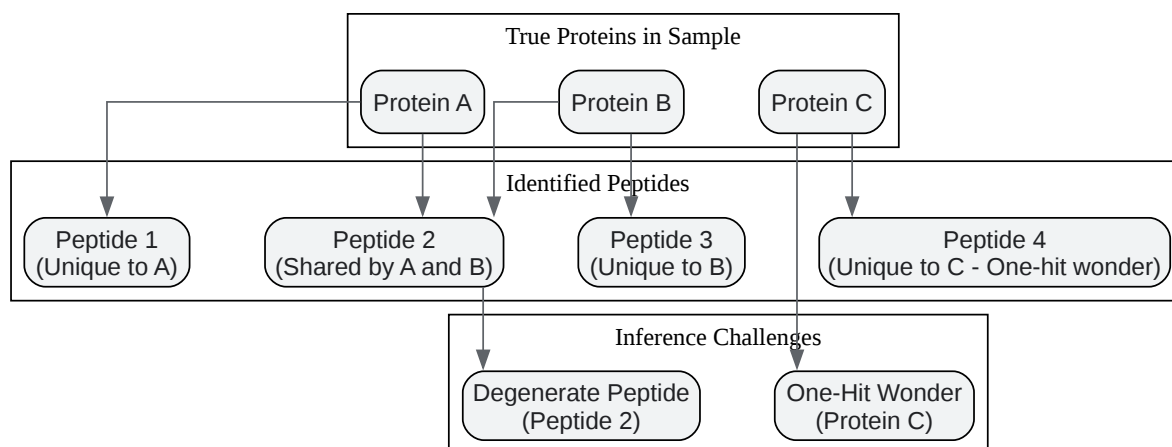 True Proteins in Sample
Protein A
Protein B
Protein C
Identified Peptides
Peptide 1
(Unique to A)
Peptide 2
(Shared by A and B)
Peptide 3
(Unique to B)
Peptide 4
(Unique to C - One-hit wonder)
Inference Challenges
Degenerate Peptide
(Peptide 2)
One-Hit Wonder
(Protein C)